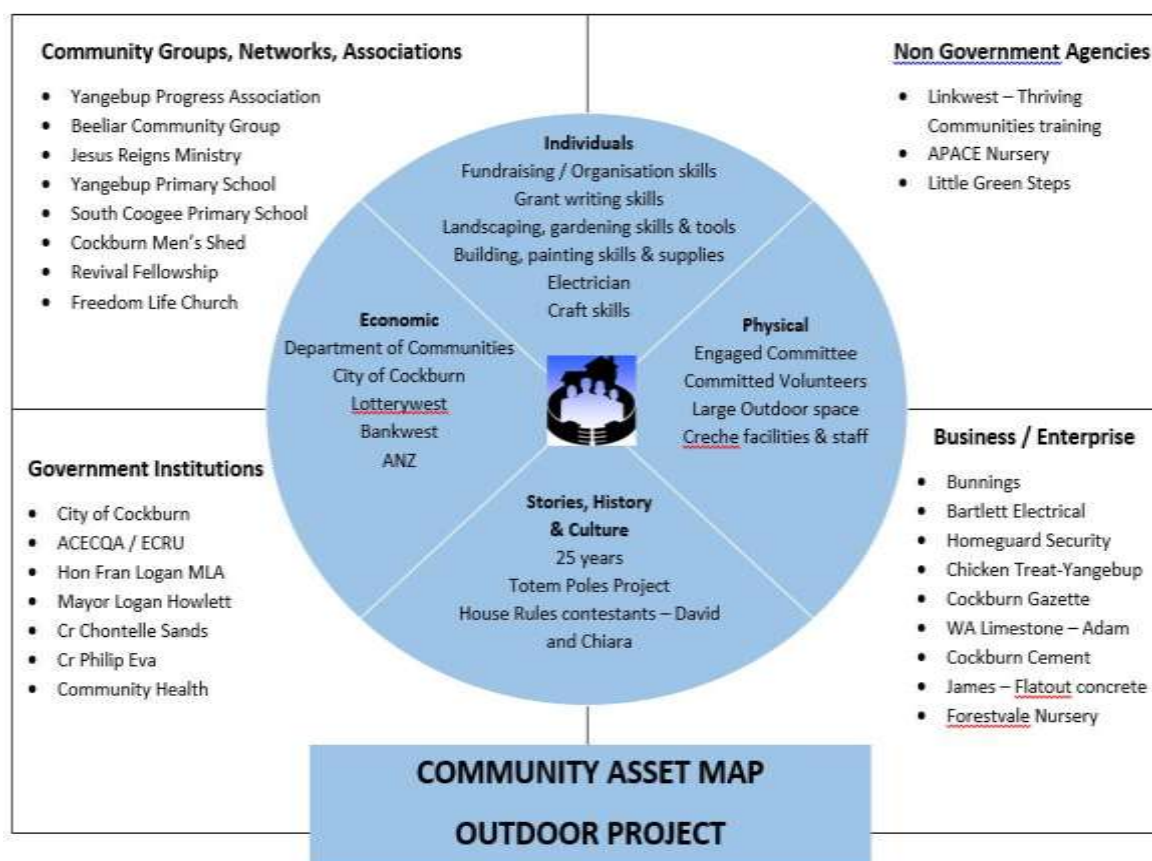 Community Groups, Networks, Associations
• Yangebup Progress Association
• Beeliar Community Group
• Jesus Reigns Ministry
• Yangebup Primary School
• South Coogee Primary School
• Cockburn Men's Shed
• Revival Fellowship
• Freedom Life Church
Non Government Agencies
• Linkwest – Thriving
Communities training
• APACE Nursery
• Little Green Steps
Individuals
Fundraising / Organisation skills
Grant writing skills
Landscaping, gardening skills & tools
Building, painting skills & supplies
Electrician
Craft skills
Economic
Department of Communities
City of Cockburn
Lotterywest
Bankwest
ANZ
Physical
Engaged Committee
Committed Volunteers
Large Outdoor space
Creche facilities & staff
Stories, History
& Culture
25 years
Totem Poles Project
House Rules contestants – David
and Chiara
Government Institutions
• City of Cockburn
• ACECQA / ECRU
• Hon Fran Logan MLA
• Mayor Logan Howlett
• Cr Chontelle Sands
• Cr Philip Eva
• Community Health
Business / Enterprise
• Bunnings
• Bartlett Electrical
• Homeguard Security
• Chicken Treat-Yangebup
• Cockburn Gazette
• WA Limestone – Adam
• Cockburn Cement
• James – Flatout concrete
• Forestvale Nursery
COMMUNITY ASSET MAP
OUTDOOR PROJECT